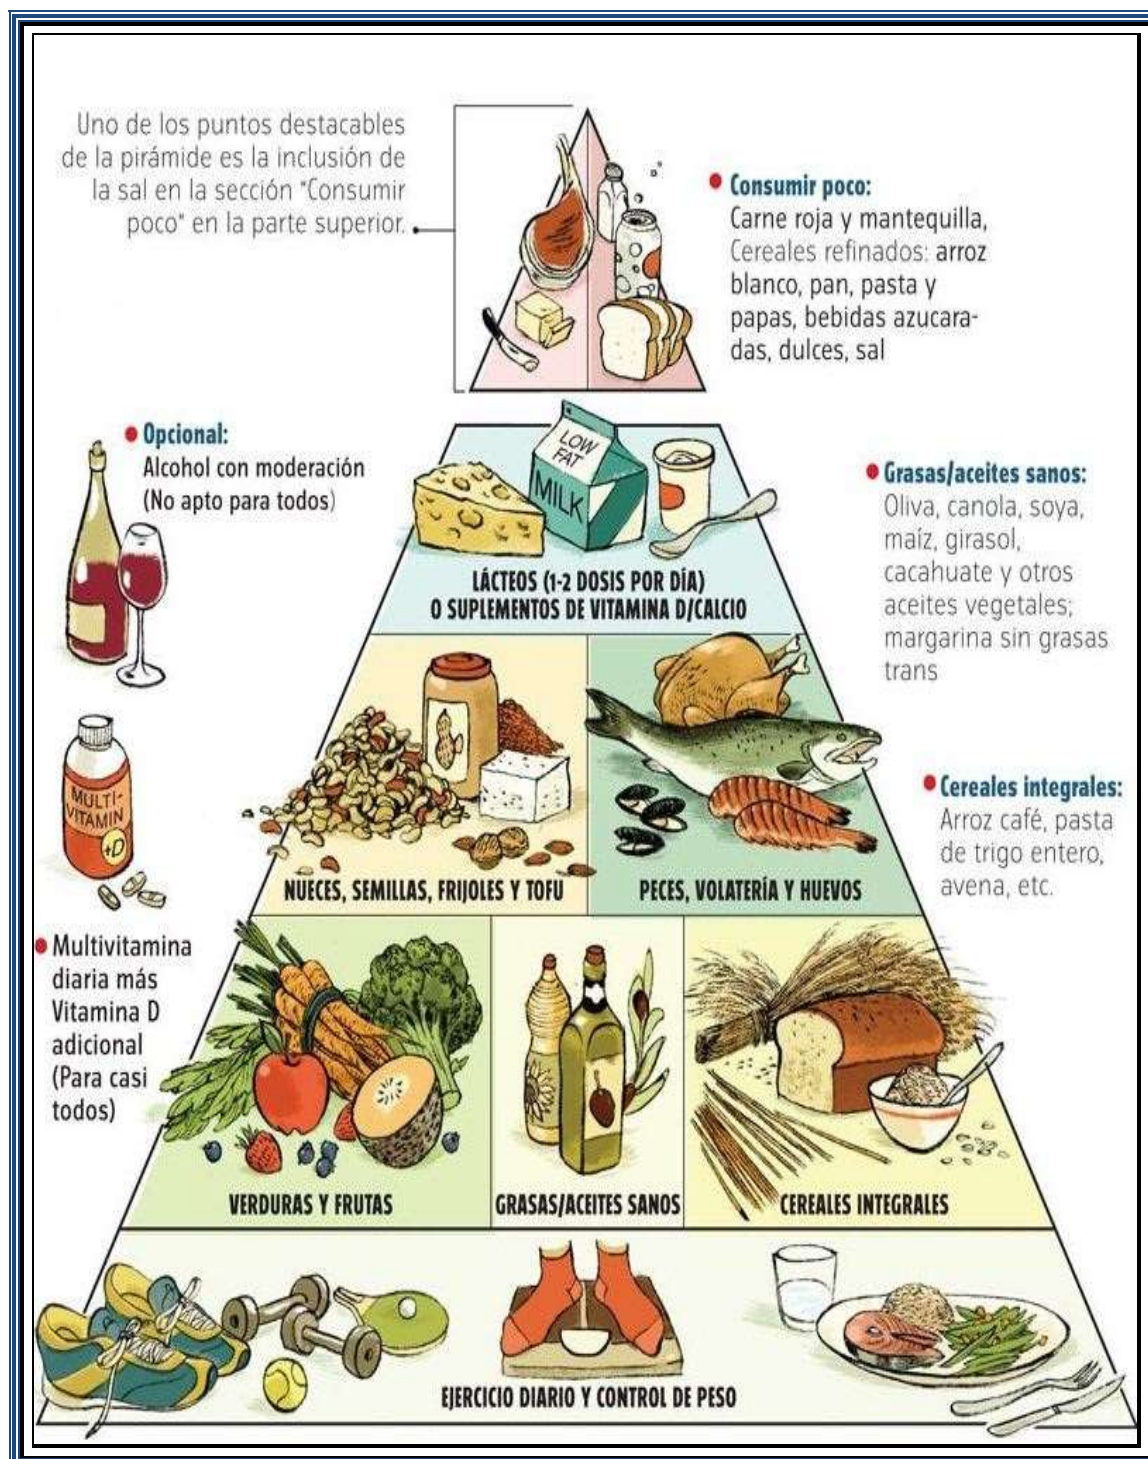 Uno de los puntos destacables
de la pirámide es la inclusión de
la sal en la sección "Consumir
poco" en la parte superior.
Consumir poco:
Carne roja y mantequilla,
Cereales refinados: arroz
blanco, pan, pasta y
papas, bebidas azucara-
das, dulces, sal
Opcional:
Alcohol con moderación
(No apto para todos)
LOW
FAT
MILK
LÁCTEOS (1-2 DOSIS POR DÍA)
O SUPLEMENTOS DE VITAMINA D/CALCIO
Grasas/aceites sanos:
Oliva, canola, soya,
maíz, girasol,
cacahuate y otros
aceites vegetales;
margarina sin grasas
trans
MULTI-
VITAMIN
+D
NUECES, SEMILLAS, FRIJOLES Y TOFU
PECES, VOLATERÍA Y HUEVOS
Cereales integrales:
Arroz café, pasta
de trigo entero,
avena, etc.
Multivitamina
diaria más
Vitamina D
adicional
(Para casi
todos)
VERDURAS Y FRUTAS
GRASAS/ACEITES SANOS
CEREALES INTEGRALES
EJERCICIO DIARIO Y CONTROL DE PESO